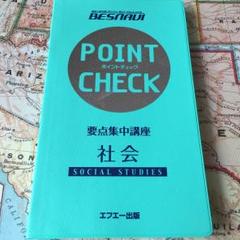 BESNAVI
POINT
ポイントチェック
CHECK
要点集中講座
社会
SOCIAL STUDIES
エフエー出版